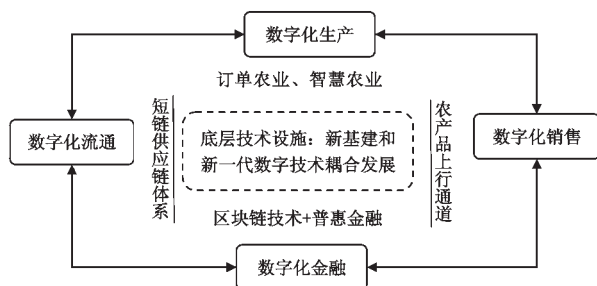 数字化生产
订单农业、智慧农业
短链供应链体系
农产品上行通道
数字化流通
底层技术设施：新基建和
新一代数字技术耦合发展
数字化销售
区块链技术+普惠金融
数字化金融